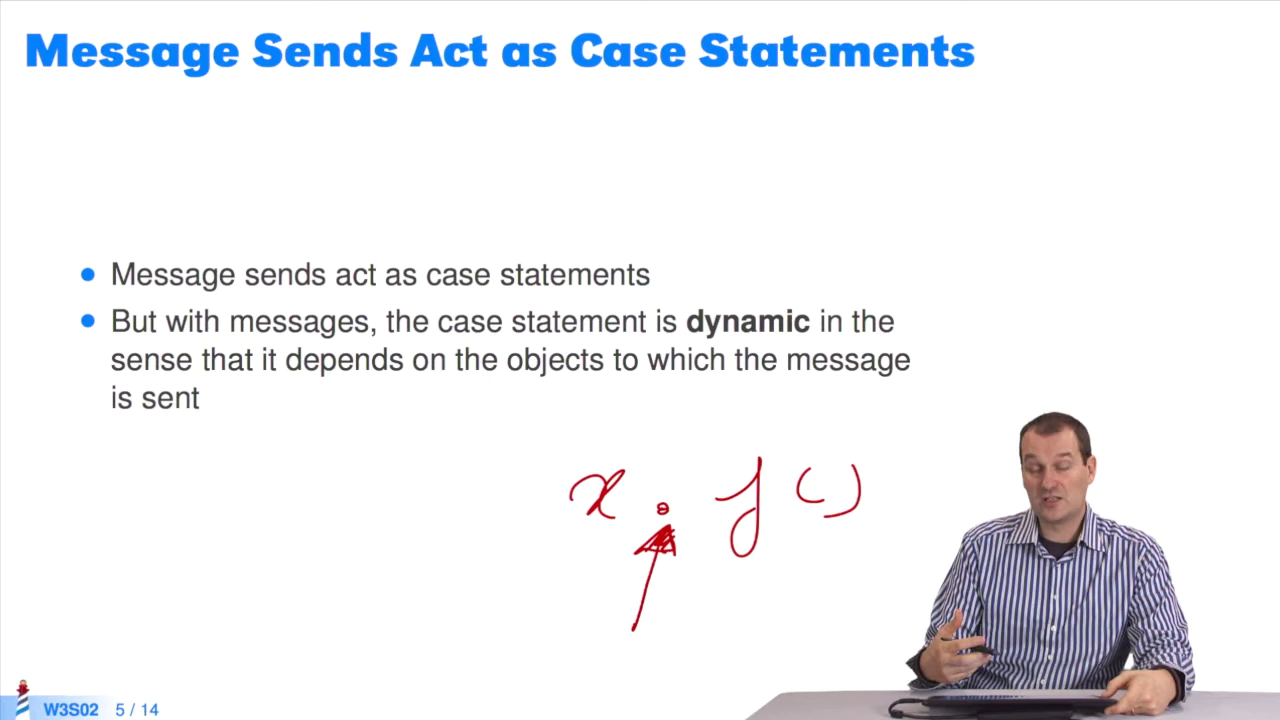 Message Sends Act as Case Statements
Message sends act as case statements
But with messages, the case statement is dynamic in the
sense that it depends on the objects to which the message
is sent
x . f ( )
W3S02 5 / 14